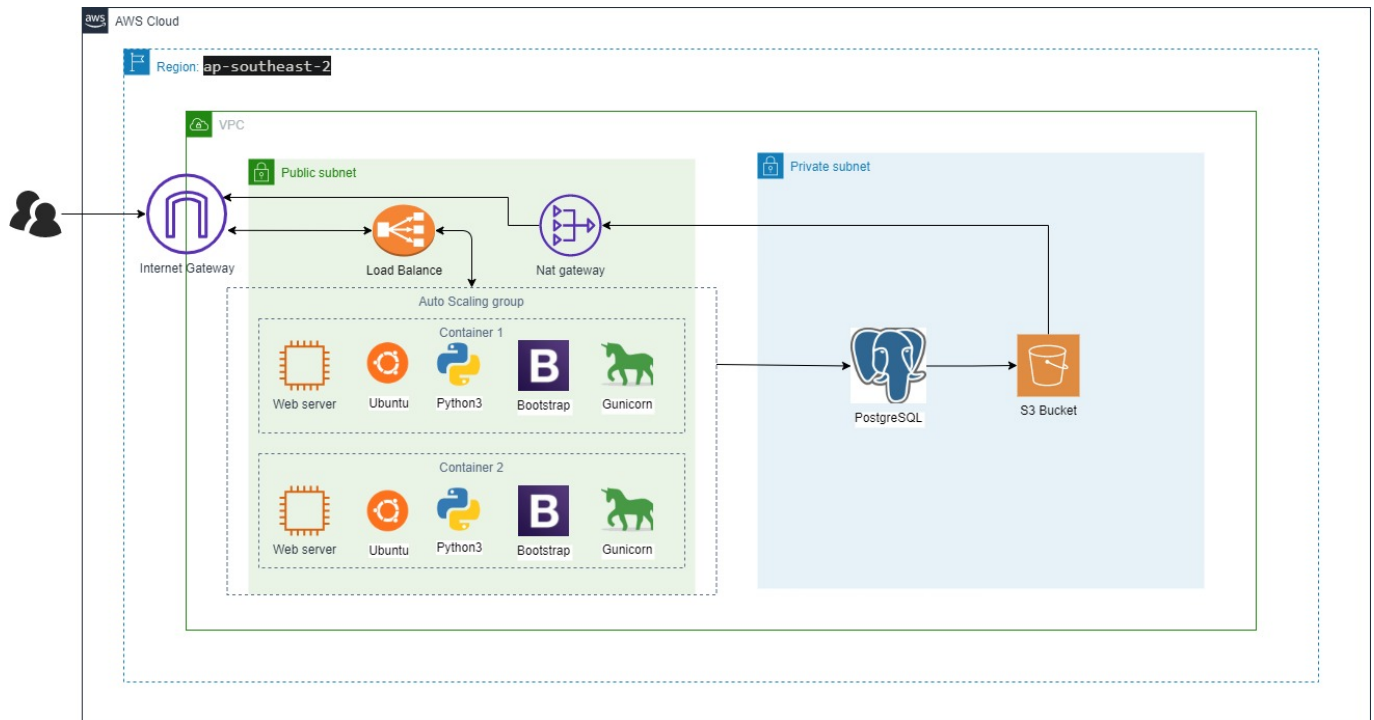 aws AWS Cloud
Region: ap-southeast-2
VPC
Public subnet
Private subnet
Internet Gateway
Load Balance
Nat gateway
Auto Scaling group
Container 1
Web server
Ubuntu
Python3
B
Bootstrap
Gunicorn
PostgreSQL
S3 Bucket
Container 2
Web server
Ubuntu
Python3
B
Bootstrap
Gunicorn